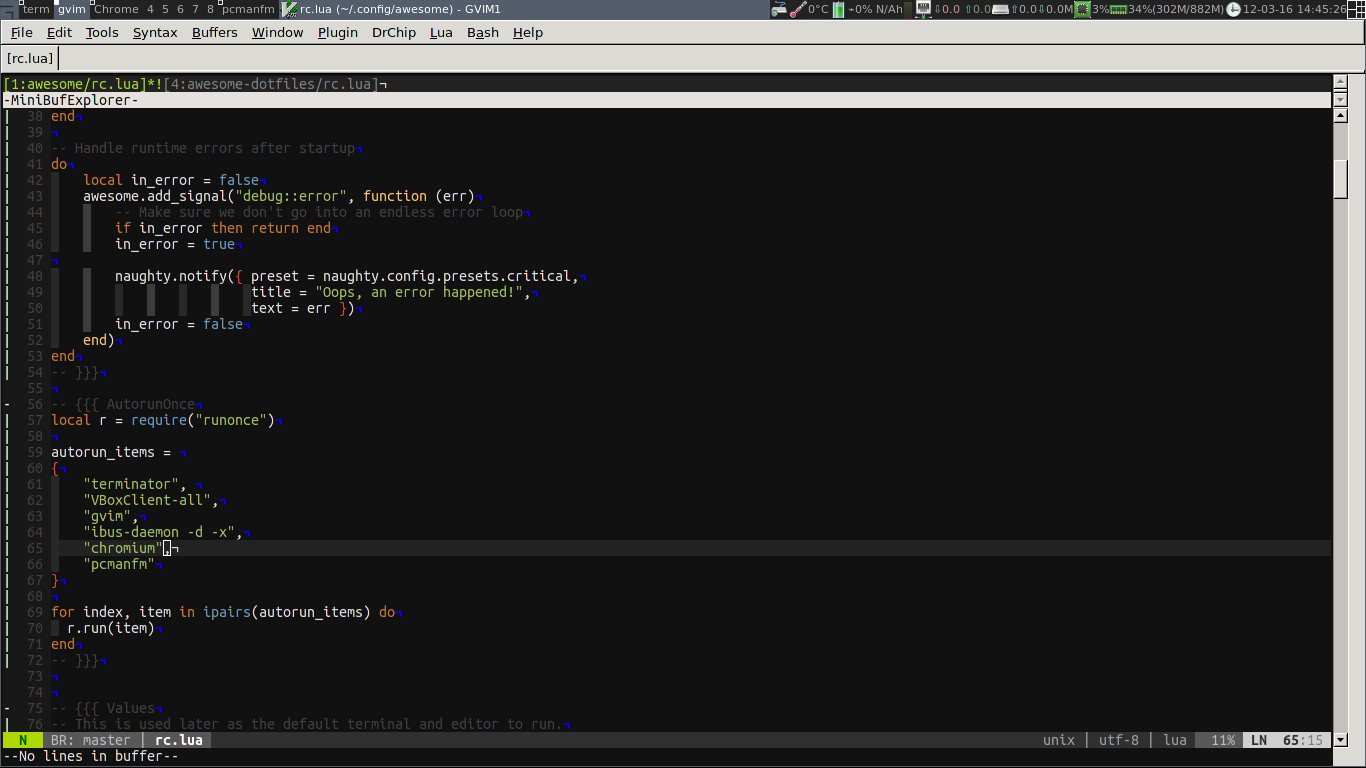 term gvim Chrome 4 5 6 7 8 pcmanfm rc.lua (~/.config/awesome) - GVIM1 0°C ~0% N/Ah ⇩0.0 ⇧0.0 ⇧0.0⇩0.0M 3% 34%(302M/882M) 12-03-16 14:45:26
File Edit Tools Syntax Buffers Window Plugin DrChip Lua Bash Help
[rc.lua]
[1:awesome/rc.lua]*![4:awesome-dotfiles/rc.lua]¬
-MiniBufExplorer-
38 end¬
39 ¬
40 -- Handle runtime errors after startup¬
41 do¬
42     local in_error = false¬
43     awesome.add_signal("debug::error", function (err)¬
44         -- Make sure we don't go into an endless error loop¬
45         if in_error then return end¬
46         in_error = true¬
47 ¬
48         naughty.notify({ preset = naughty.config.presets.critical,¬
49                          title = "Oops, an error happened!",¬
50                          text = err })¬
51         in_error = false¬
52     end)¬
53 end¬
54 -- }}}¬
55 ¬
- 56 -- {{{ AutorunOnce¬
57 local r = require("runonce")¬
58 ¬
59 autorun_items = ¬
60 {¬
61     "terminator", ¬
62     "VBoxClient-all",¬
63     "gvim",¬
64     "ibus-daemon -d -x",¬
65     "chromium",¬
66     "pcmanfm"¬
67 }¬
68 ¬
69 for index, item in ipairs(autorun_items) do¬
70   r.run(item)¬
71 end¬
72 -- }}}¬
73 ¬
74 ¬
- 75 -- {{{ Values¬
76 -- This is used later as the default terminal and editor to run.¬
N BR: master | rc.lua unix | utf-8 | lua 11% LN 65:15
--No lines in buffer--